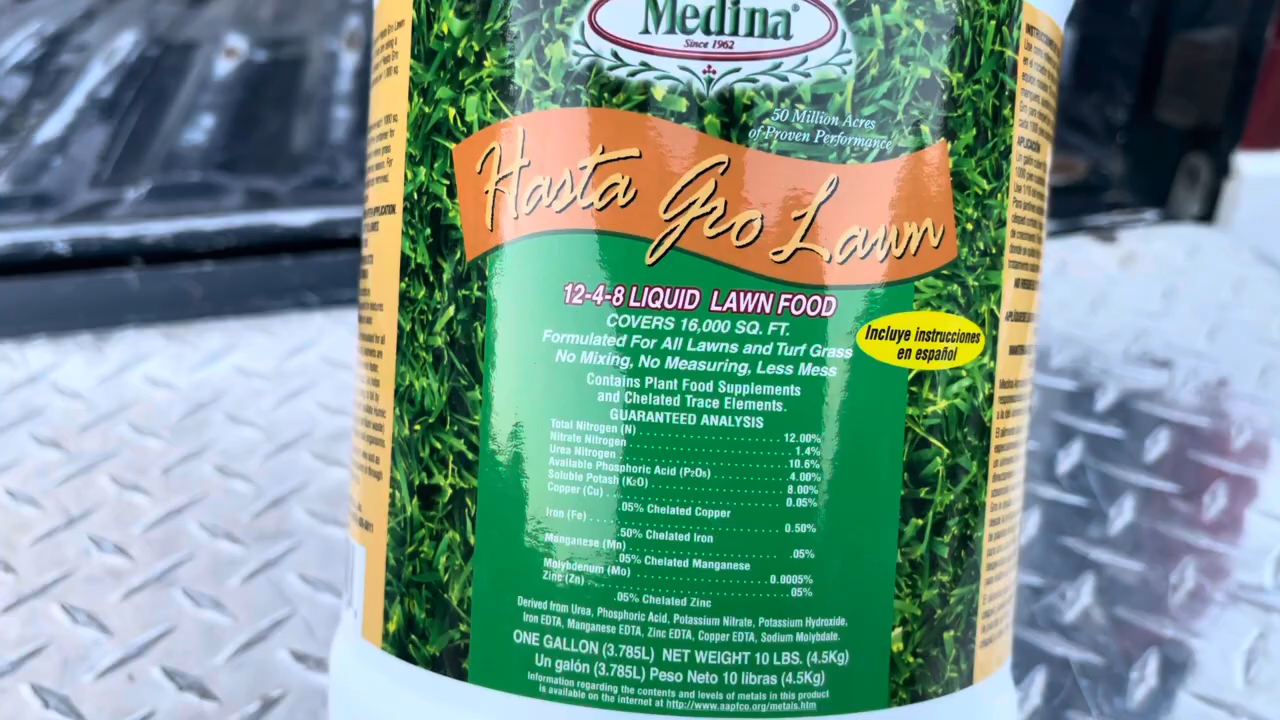 Medina®
Since 1962
50 Million Acres
of Proven Performance
Hasta Gro Lawn
12-4-8 LIQUID LAWN FOOD
COVERS 16,000 SQ. FT.
Formulated For All Lawns and Turf Grass
No Mixing, No Measuring, Less Mess
Incluye instrucciones
en español
Contains Plant Food Supplements
and Chelated Trace Elements.
GUARANTEED ANALYSIS
Total Nitrogen (N) 12.00%
Nitrate Nitrogen 1.4%
Urea Nitrogen 10.6%
Available Phosphoric Acid (P₂O₅) 4.00%
Soluble Potash (K₂O) 8.00%
Copper (Cu) 0.05%
.05% Chelated Copper
Iron (Fe) 0.50%
.50% Chelated Iron
Manganese (Mn) .05%
.05% Chelated Manganese
Molybdenum (Mo) 0.0005%
Zinc (Zn) .05%
.05% Chelated Zinc
Derived from Urea, Phosphoric Acid, Potassium Nitrate, Potassium Hydroxide,
Iron EDTA, Manganese EDTA, Zinc EDTA, Copper EDTA, Sodium Molybdate.
ONE GALLON (3.785L) NET WEIGHT 10 LBS. (4.5Kg)
Un galón (3.785L) Peso Neto 10 libras (4.5Kg)
Information regarding the contents and levels of metals in this product
is available on the internet at http://www.aapfco.org/metals.htm